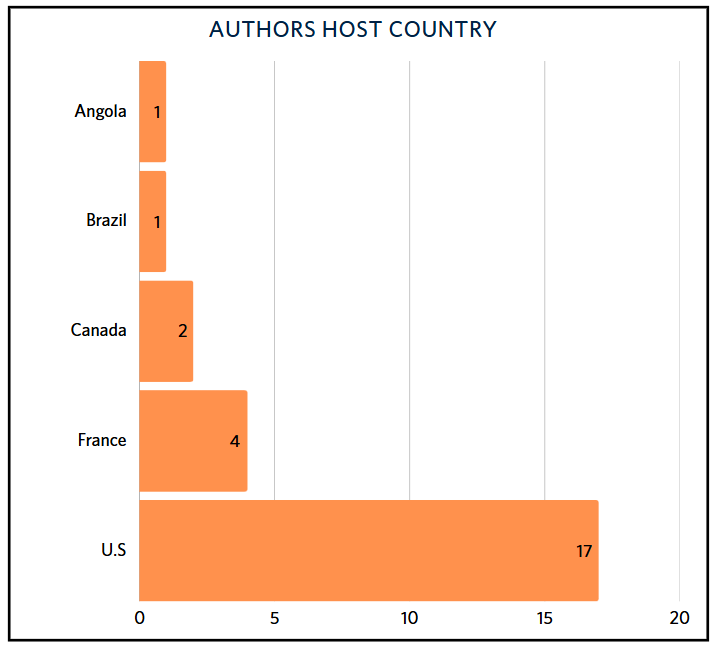 AUTHORS HOST COUNTRY
Angola 1
Brazil 1
Canada 2
France 4
U.S 17
0 5 10 15 20